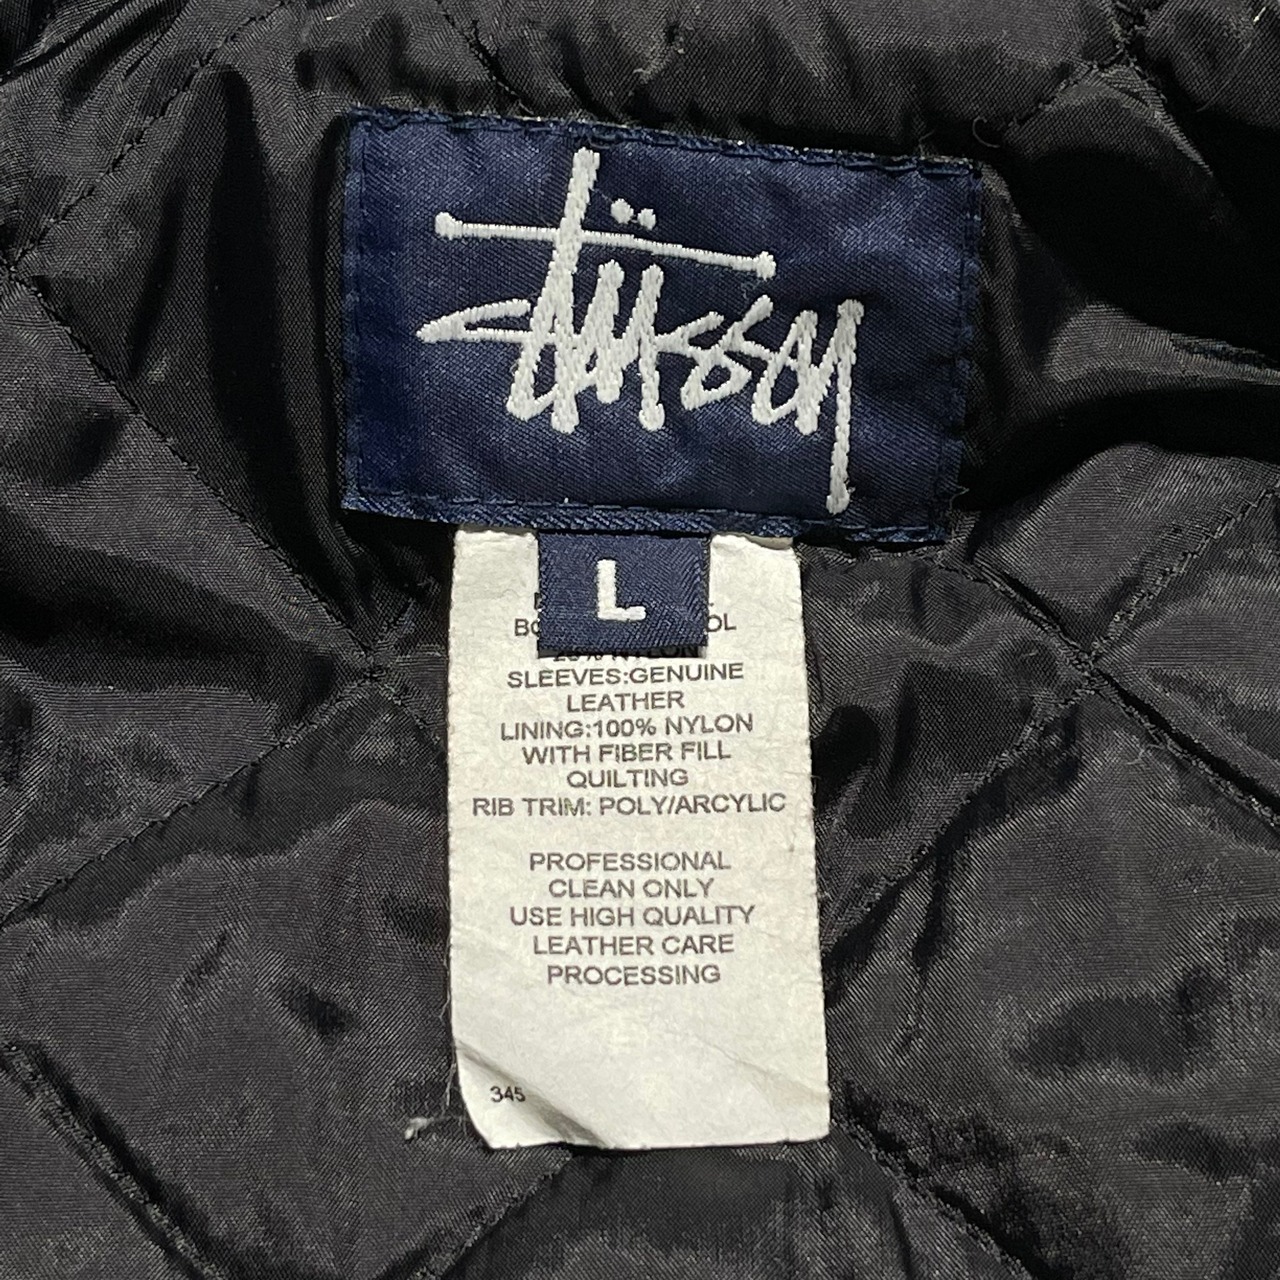 Stüssy
L
NYLON
SLEEVES:GENUINE
LEATHER
LINING:100% NYLON
WITH FIBER FILL
QUILTING
RIB TRIM: POLY/ARCYLIC
PROFESSIONAL
CLEAN ONLY
USE HIGH QUALITY
LEATHER CARE
PROCESSING
345